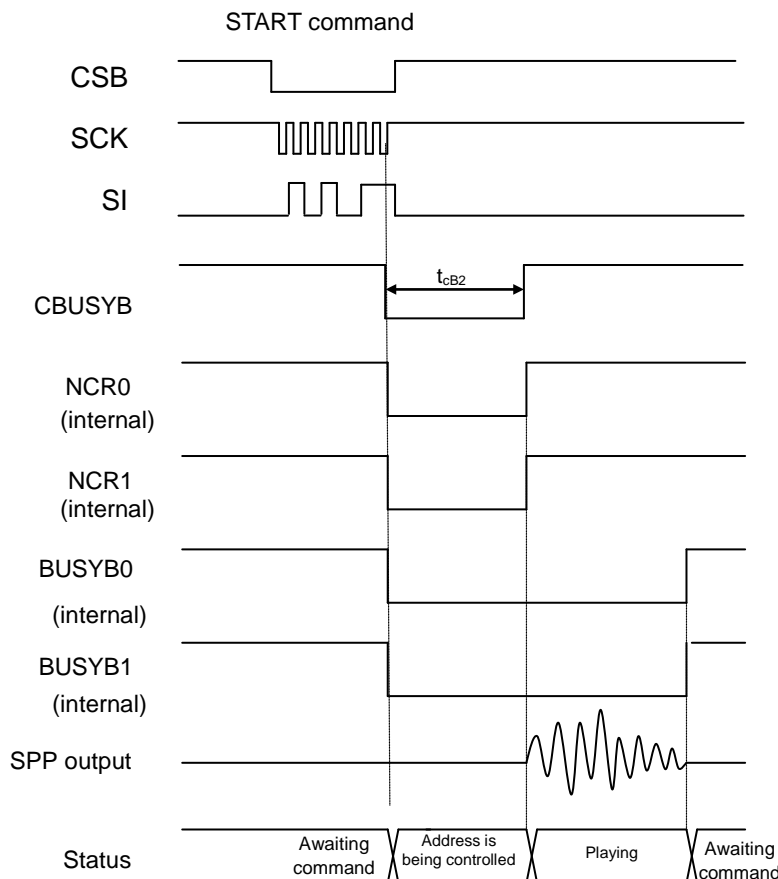 START command
CSB
SCK
SI
tcB2
CBUSYB
NCR0
(internal)
NCR1
(internal)
BUSYB0
(internal)
BUSYB1
(internal)
SPP output
Status
Awaiting
command
Address is
being controlled
Playing
Awaiting
command